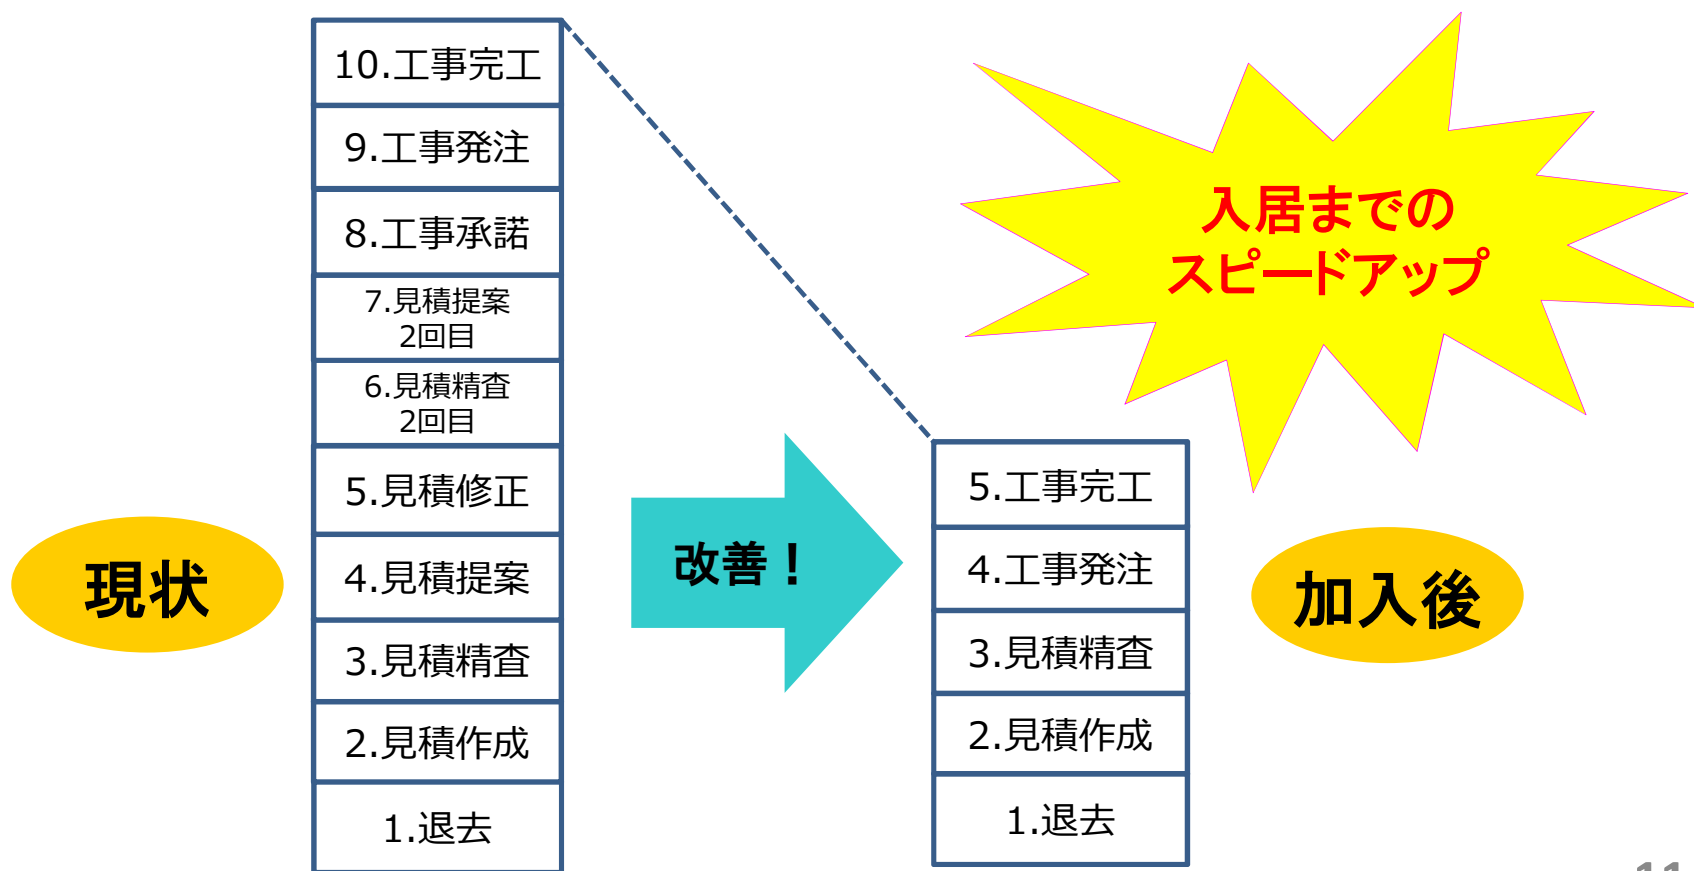 10.工事完工
9.工事発注
8.工事承諾
7.見積提案
2回目
6.見積精査
2回目
5.見積修正
4.見積提案
3.見積精査
2.見積作成
1.退去
現状
改善！
入居までの
スピードアップ
5.工事完工
4.工事発注
3.見積精査
2.見積作成
1.退去
加入後
11